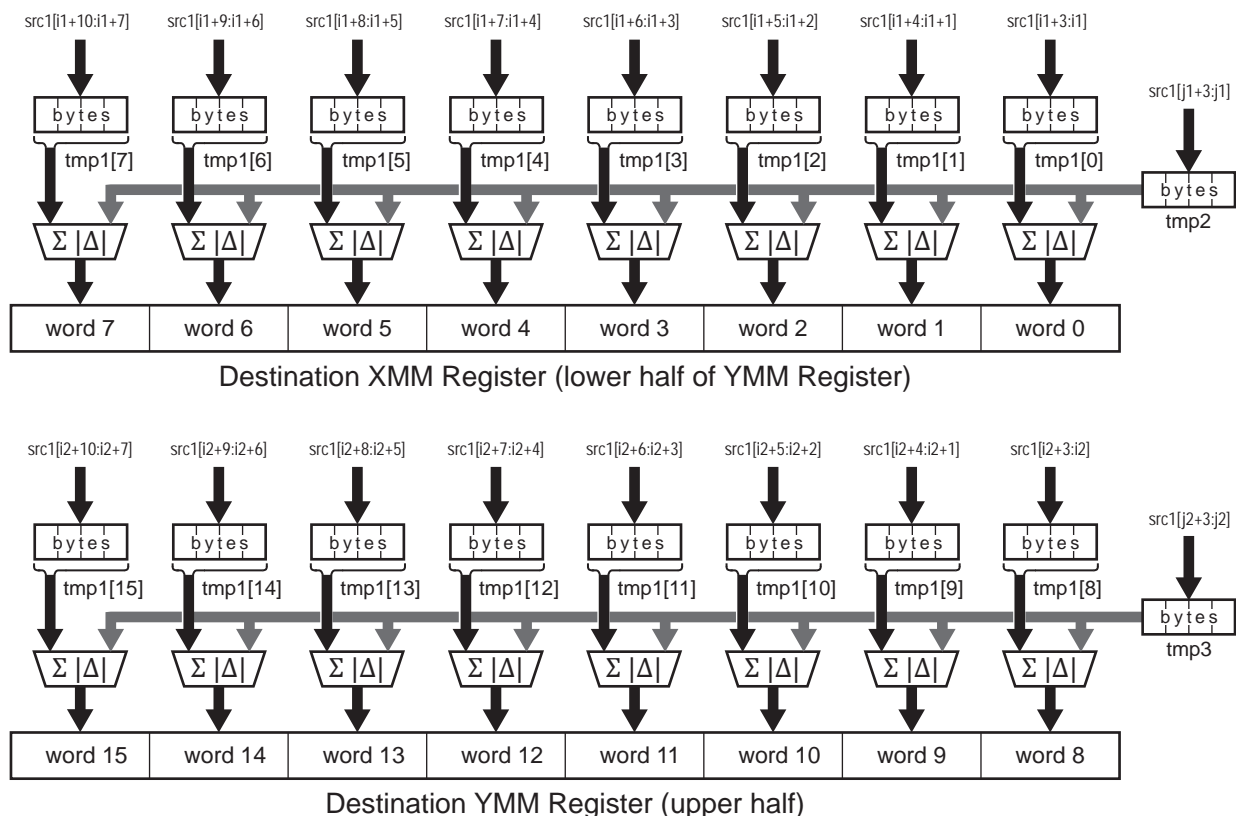 src1[i1+10:i1+7] src1[i1+9:i1+6] src1[i1+8:i1+5] src1[i1+7:i1+4] src1[i1+6:i1+3] src1[i1+5:i1+2] src1[i1+4:i1+1] src1[i1+3:i1]
src1[j1+3:j1]
bytes bytes bytes bytes bytes bytes bytes bytes
tmp1[7] tmp1[6] tmp1[5] tmp1[4] tmp1[3] tmp1[2] tmp1[1] tmp1[0]
bytes
tmp2
Σ |Δ| Σ |Δ| Σ |Δ| Σ |Δ| Σ |Δ| Σ |Δ| Σ |Δ| Σ |Δ|
word 7 word 6 word 5 word 4 word 3 word 2 word 1 word 0
Destination XMM Register (lower half of YMM Register)
src1[i2+10:i2+7] src1[i2+9:i2+6] src1[i2+8:i2+5] src1[i2+7:i2+4] src1[i2+6:i2+3] src1[i2+5:i2+2] src1[i2+4:i2+1] src1[i2+3:i2]
src1[j2+3:j2]
bytes bytes bytes bytes bytes bytes bytes bytes
tmp1[15] tmp1[14] tmp1[13] tmp1[12] tmp1[11] tmp1[10] tmp1[9] tmp1[8]
bytes
tmp3
Σ |Δ| Σ |Δ| Σ |Δ| Σ |Δ| Σ |Δ| Σ |Δ| Σ |Δ| Σ |Δ|
word 15 word 14 word 13 word 12 word 11 word 10 word 9 word 8
Destination YMM Register (upper half)